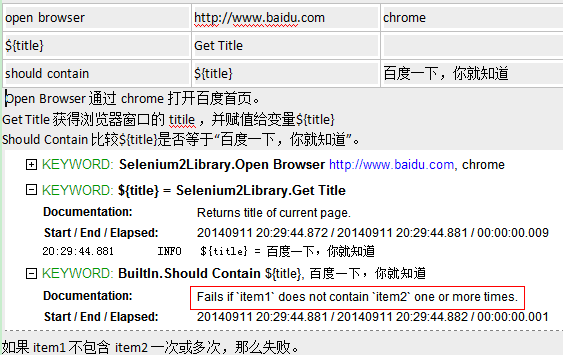 open browser http://www.baidu.com chrome
${title} Get Title
should contain ${title} 百度一下，你就知道
Open Browser 通过 chrome 打开百度首页。
Get Title 获得浏览器窗口的 titile ，并赋值给变量${title}
Should Contain 比较${title}是否等于“百度一下，你就知道”。
KEYWORD: Selenium2Library.Open Browser http://www.baidu.com, chrome
KEYWORD: ${title} = Selenium2Library.Get Title
Documentation: Returns title of current page.
Start / End / Elapsed: 20140911 20:29:44.872 / 20140911 20:29:44.881 / 00:00:00.009
20:29:44.881 INFO ${title} = 百度一下，你就知道
KEYWORD: BuiltIn.Should Contain ${title}, 百度一下，你就知道
Documentation: Fails if `item1` does not contain `item2` one or more times.
Start / End / Elapsed: 20140911 20:29:44.881 / 20140911 20:29:44.882 / 00:00:00.001
如果 item1 不包含 item2 一次或多次，那么失败。